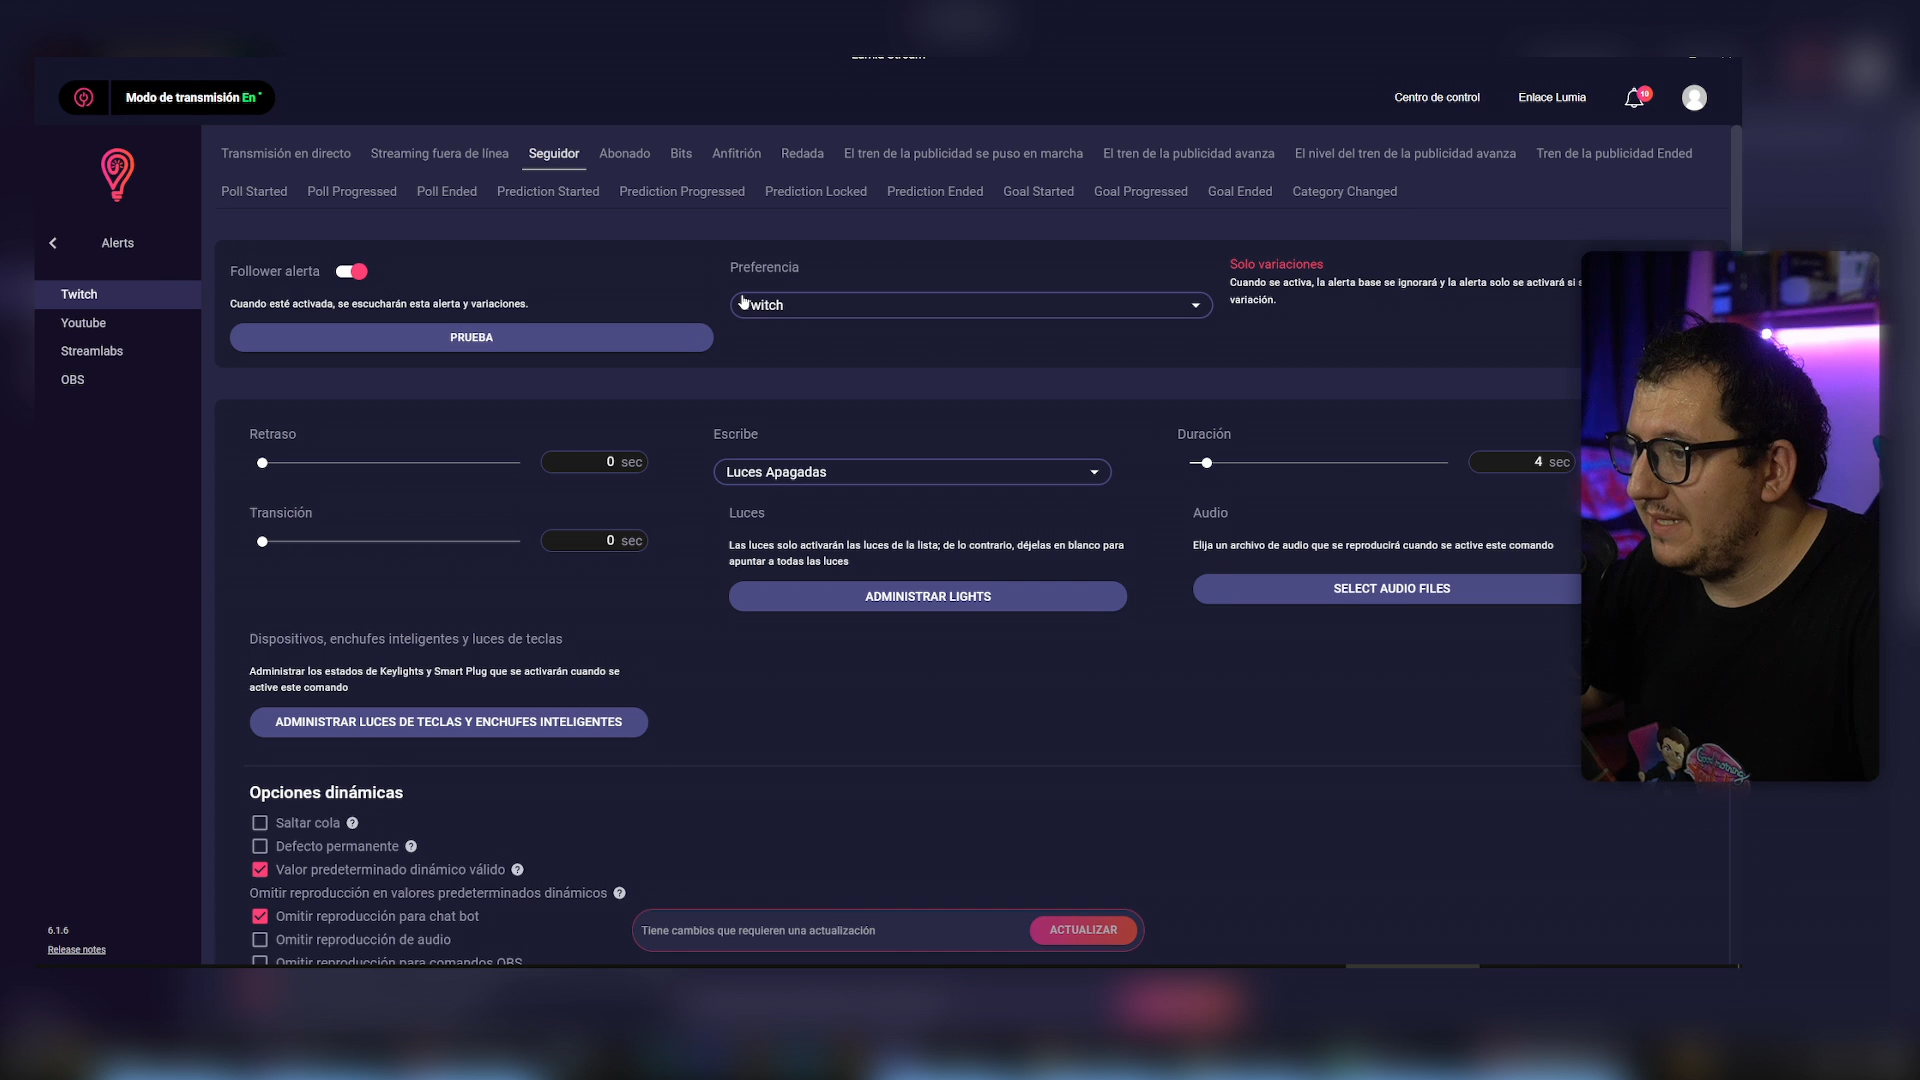 Modo de transmisión En
Centro de control
Enlace Lumia
10
Transmisión en directo
Streaming fuera de línea
Seguidor
Abonado
Bits
Anfitrión
Redada
El tren de la publicidad se puso en marcha
El tren de la publicidad avanza
El nivel del tren de la publicidad avanza
Tren de la publicidad Ended
Poll Started
Poll Progressed
Poll Ended
Prediction Started
Prediction Progressed
Prediction Locked
Prediction Ended
Goal Started
Goal Progressed
Goal Ended
Category Changed
Alerts
Twitch
Youtube
Streamlabs
OBS
Follower alerta
Cuando esté activada, se escucharán esta alerta y variaciones.
PRUEBA
Preferencia
Twitch
Solo variaciones
Cuando se activa, la alerta base se ignorará y la alerta solo se activará si
variación.
Retraso
0 sec
Escribe
Luces Apagadas
Duración
4 sec
Transición
0 sec
Luces
Las luces solo activarán las luces de la lista; de lo contrario, déjelas en blanco para
apuntar a todas las luces
ADMINISTRAR LIGHTS
Audio
Elija un archivo de audio que se reproducirá cuando se active este comando
SELECT AUDIO FILES
Dispositivos, enchufes inteligentes y luces de teclas
Administrar los estados de Keylights y Smart Plug que se activarán cuando se
active este comando
ADMINISTRAR LUCES DE TECLAS Y ENCHUFES INTELIGENTES
Opciones dinámicas
Saltar cola ?
Defecto permanente ?
Valor predeterminado dinámico válido ?
Omitir reproducción en valores predeterminados dinámicos ?
Omitir reproducción para chat bot
Omitir reproducción de audio
Omitir reproducción para comandos OBS
Tiene cambios que requieren una actualización
ACTUALIZAR
6.1.6
Release notes
Good morning